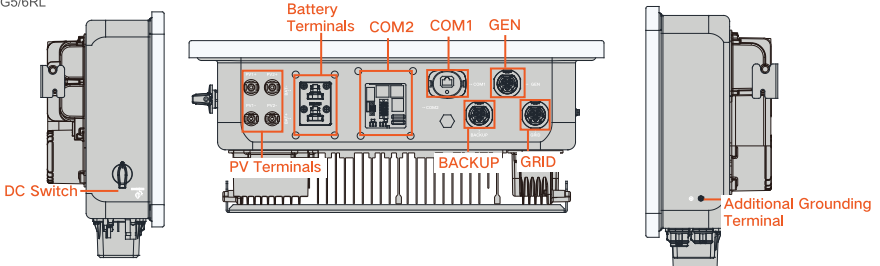 G5/6RL
Battery
Terminals
COM2
COM1
GEN
PV Terminals
BACKUP
GRID
DC Switch
Additional Grounding
Terminal